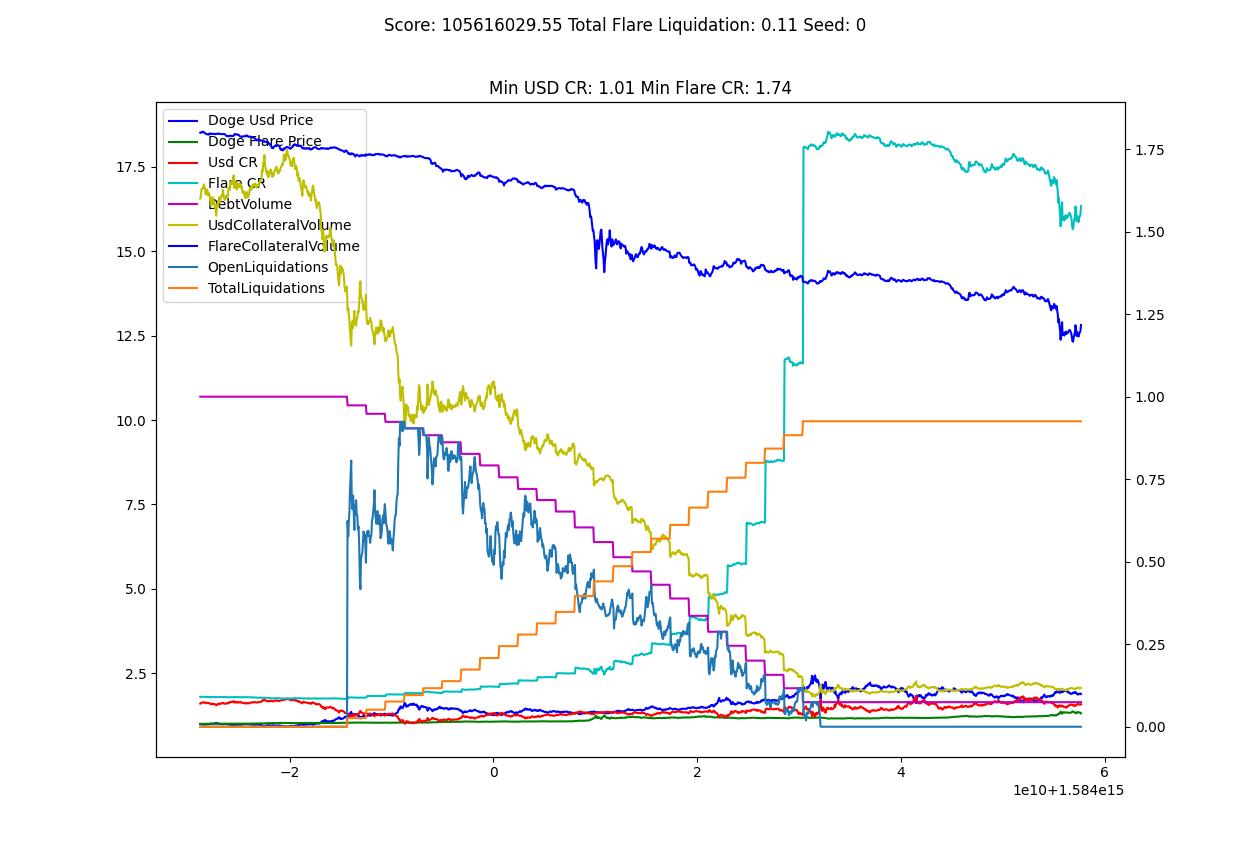 Score: 105616029.55 Total Flare Liquidation: 0.11 Seed: 0
Min USD CR: 1.01 Min Flare CR: 1.74
Doge Usd Price
Doge Flare Price
Usd CR
Flare CR
DebtVolume
UsdCollateralVolume
FlareCollateralVolume
OpenLiquidations
TotalLiquidations
17.5
15.0
12.5
10.0
7.5
5.0
2.5
1.75
1.50
1.25
1.00
0.75
0.50
0.25
0.00
−2 0 2 4 6
1e10+1.584e15